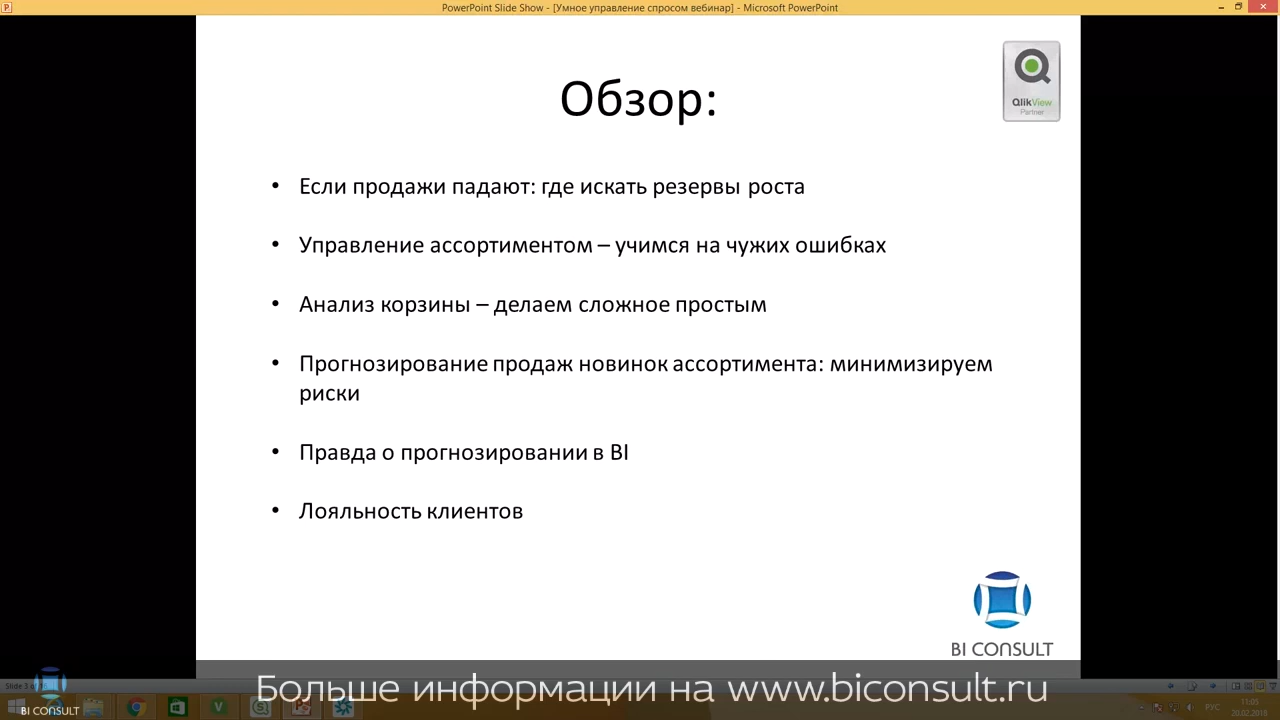 PowerPoint Slide Show - [Умное управление спросом вебинар] - Microsoft PowerPoint
Обзор:
QlikView
Partner
• Если продажи падают: где искать резервы роста
• Управление ассортиментом – учимся на чужих ошибках
• Анализ корзины – делаем сложное простым
• Прогнозирование продаж новинок ассортимента: минимизируем
риски
• Правда о прогнозировании в BI
• Лояльность клиентов
BI CONSULT
Больше информации на www.biconsult.ru
BI CONSULT
РУС
11:05